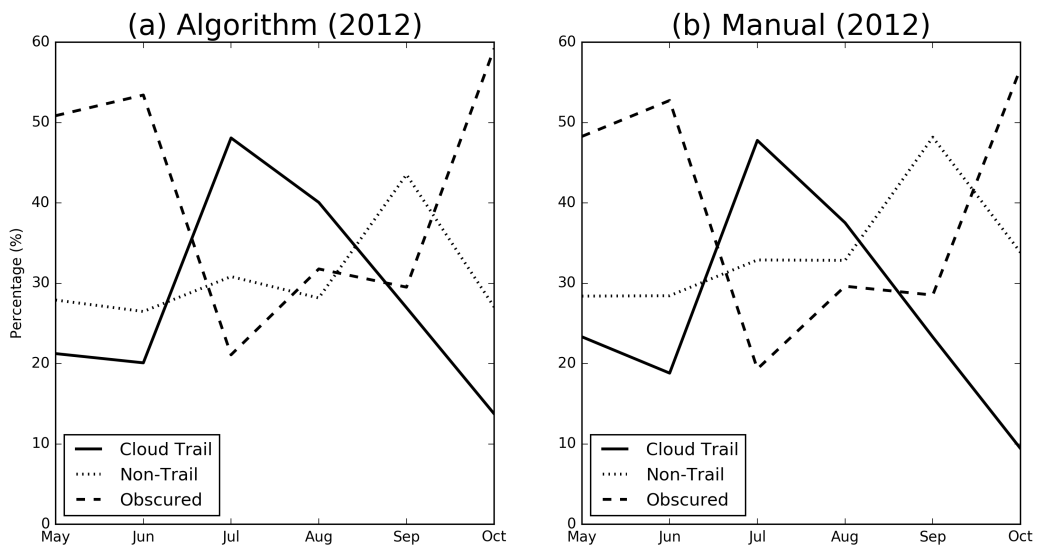 (a) Algorithm (2012)
60
50
40
30
20
10
0
Percentage (%)
May Jun Jul Aug Sep Oct
Cloud Trail
Non-Trail
Obscured
(b) Manual (2012)
60
50
40
30
20
10
0
May Jun Jul Aug Sep Oct
Cloud Trail
Non-Trail
Obscured